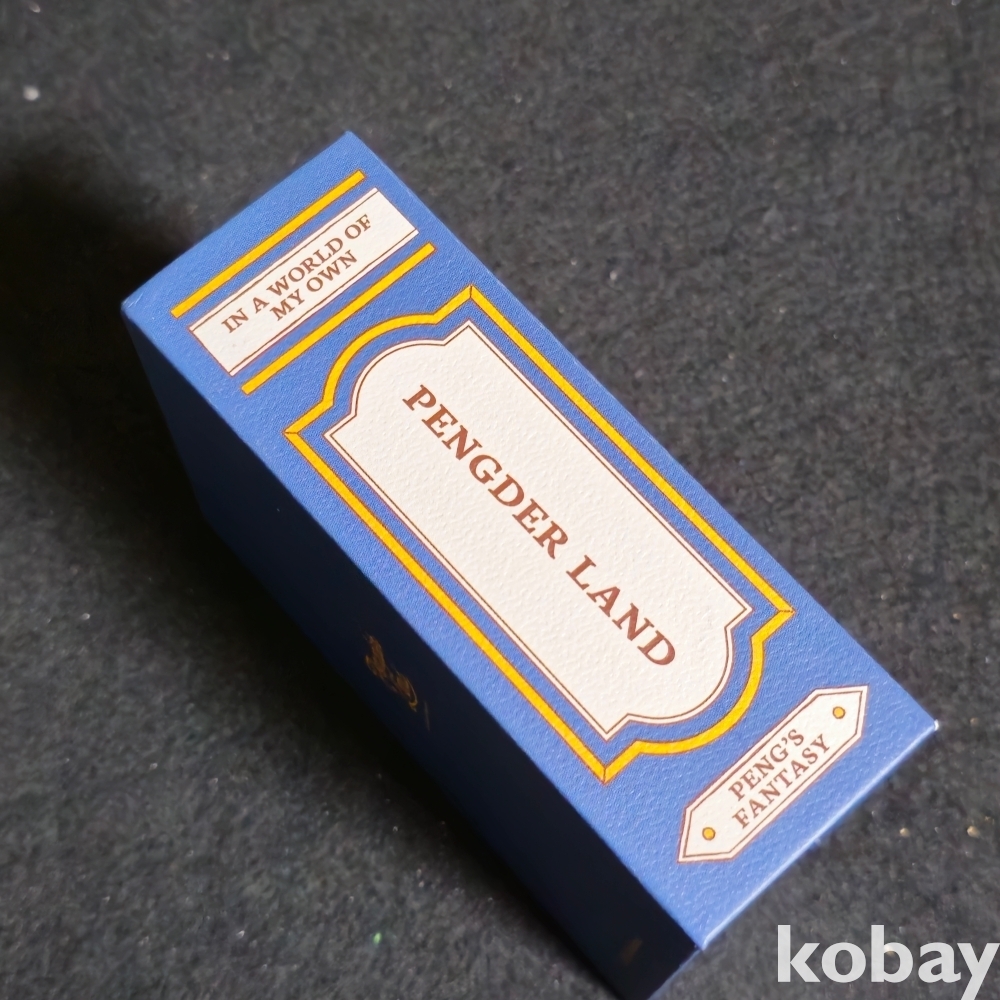 IN A WORLD OF
MY OWN
PENGDER LAND
PENG'S
FANTASY
kobay